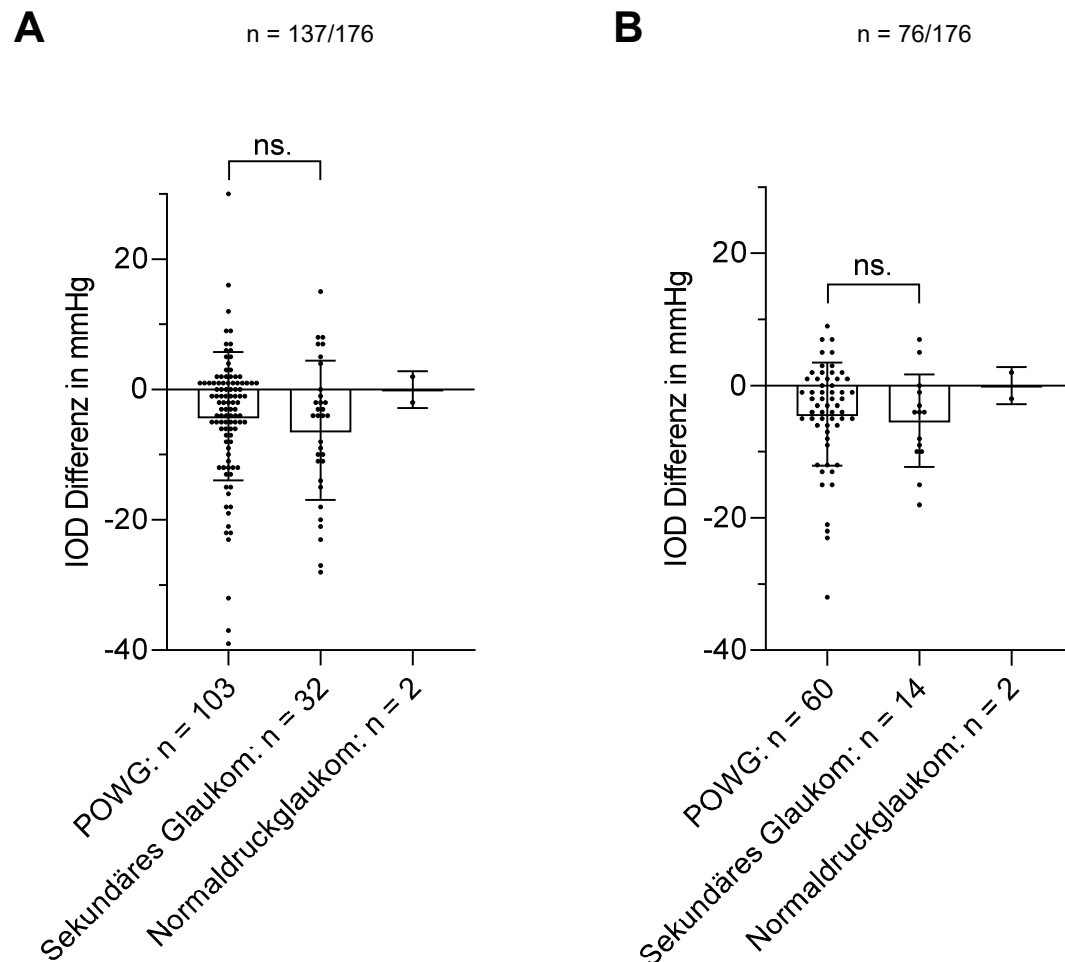 A
n = 137/176
ns.
IOD Differenz in mmHg
20
0
-20
-40
POWG: n = 103
Sekundäres Glaukom: n = 32
Normaldruckglaukom: n = 2
B
n = 76/176
ns.
IOD Differenz in mmHg
20
0
-20
-40
POWG: n = 60
Sekundäres Glaukom: n = 14
Normaldruckglaukom: n = 2